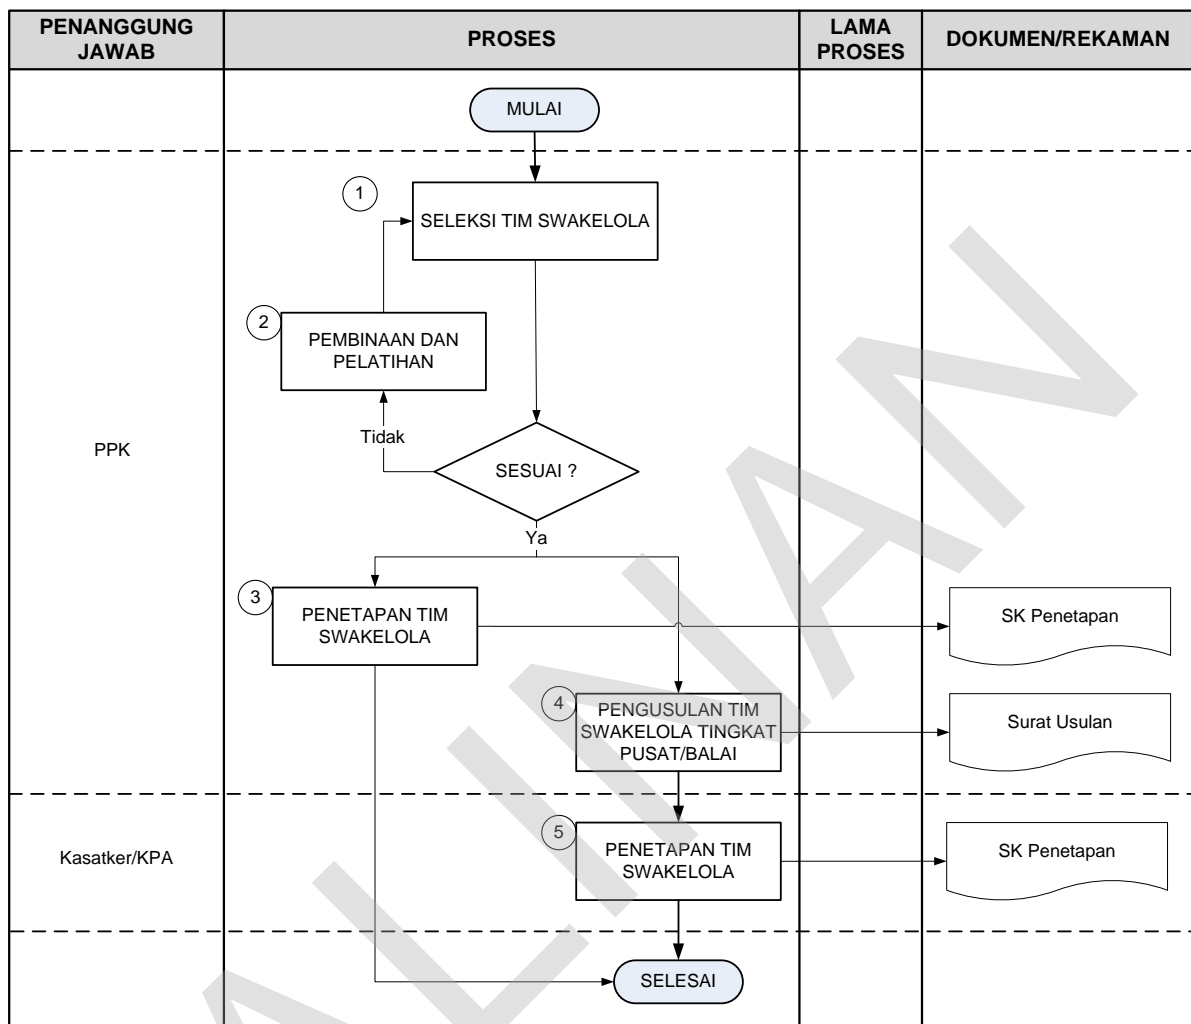 PENANGGUNG
JAWAB
PROSES
LAMA
PROSES
DOKUMEN/REKAMAN
MULAI
1
SELEKSI TIM SWAKELOLA
2
PEMBINAAN DAN
PELATIHAN
Tidak
PPK
SESUAI ?
Ya
3
PENETAPAN TIM
SWAKELOLA
SK Penetapan
4
PENGUSULAN TIM
SWAKELOLA TINGKAT
PUSAT/BALAI
Surat Usulan
Kasatker/KPA
5
PENETAPAN TIM
SWAKELOLA
SK Penetapan
SELESAI
ALINAN